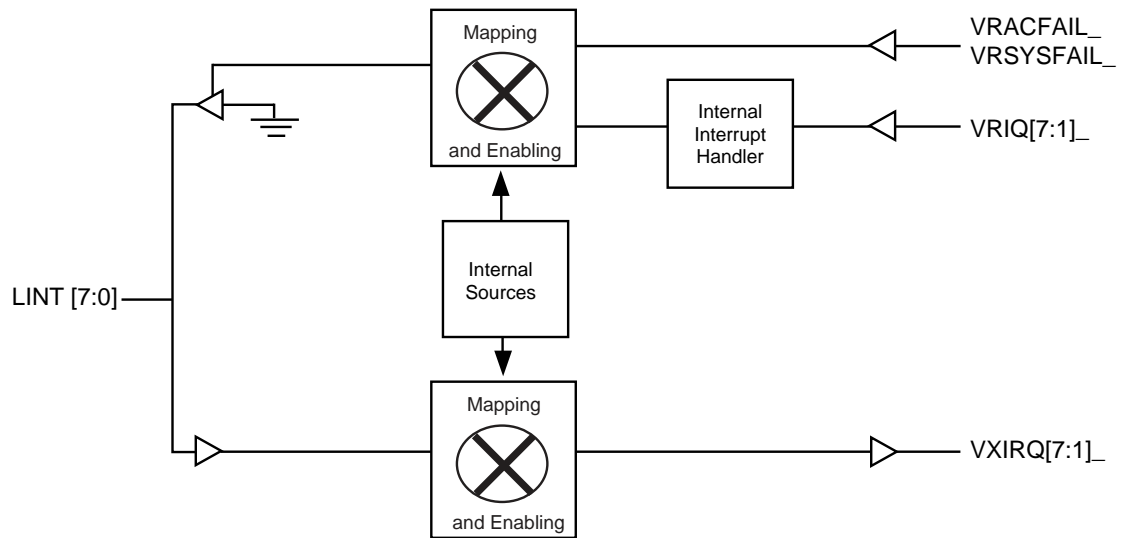 Mapping
and Enabling
VRACFAIL_
VRSYSFAIL_
Internal
Interrupt
Handler
VRIQ[7:1]_
Internal
Sources
LINT [7:0]
Mapping
and Enabling
VXIRQ[7:1]_